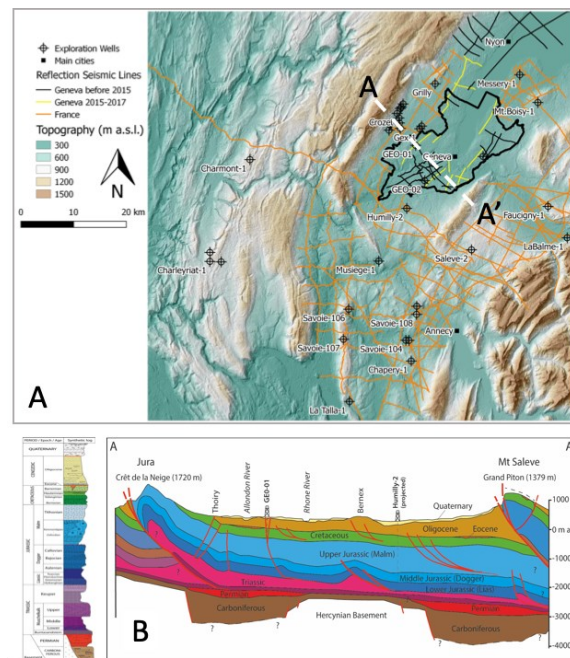 A
Exploration Wells
Main cities
Reflection Seismic Lines
Geneva before 2015
Geneva 2015-2017
France
Topography (m a.s.l.)
300
600
900
1200
1500
N
0 10 20 km
Nyon
Messery-1
Grilly
Mt.Boisy-1
A
Crozet
Gex-1
GEO-01
Geneva
Charmont-1
GEO-02
A'
Humilly-2
Faucigny-1
LaBalme-1
Saleve-2
Charleyriat-1
Musiege-1
Savoie-106
Savoie-108
Annecy
Savoie-107
Savoie-104
Chapery-1
La Talla-1
A
QUATERNARY
PERMIAN
A
Jura
Crêt de la Neige (1720 m)
Thoiry
Allondon River
GEO-01
Rhone River
Bernex
Humilly-2
(projected)
Quaternary
Mt Saleve
Grand Piton (1379 m)
Oligocene
Eocene
Cretaceous
Upper Jurassic (Malm)
Middle Jurassic (Dogger)
Lower Jurassic (Lias)
Triassic
Permian
Permian
Carboniferous
Carboniferous
Hercynian Basement
?
?
?
?
?
0 m a
-1000
-2000
-3000
-4000
B